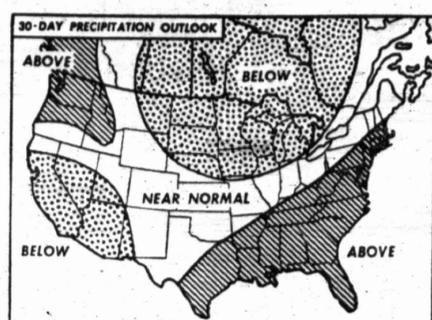 30-DAY PRECIPITATION OUTLOOK
ABOVE
BELOW
NEAR NORMAL
BELOW
ABOVE